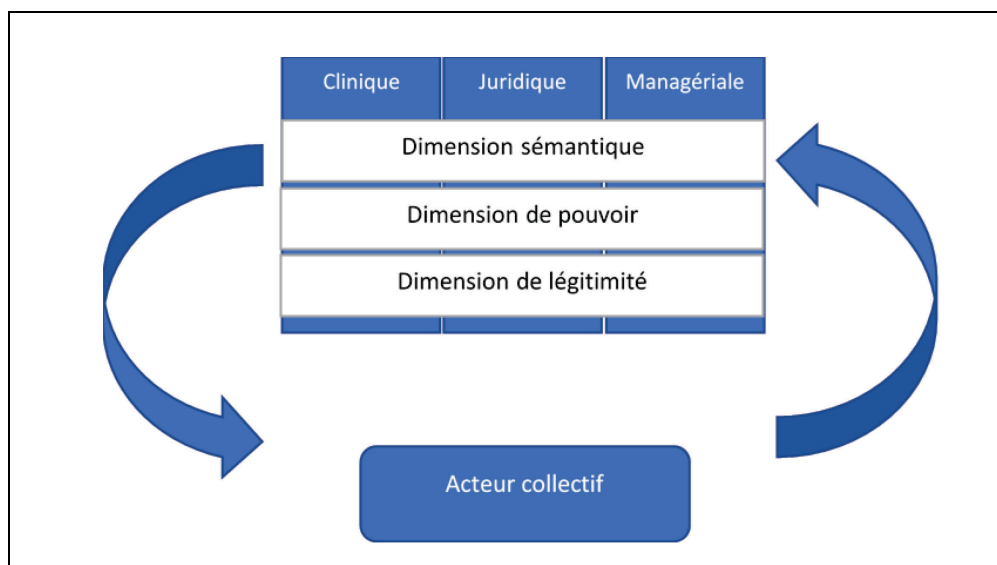 Clinique Juridique Managériale
Dimension sémantique
Dimension de pouvoir
Dimension de légitimité
Acteur collectif